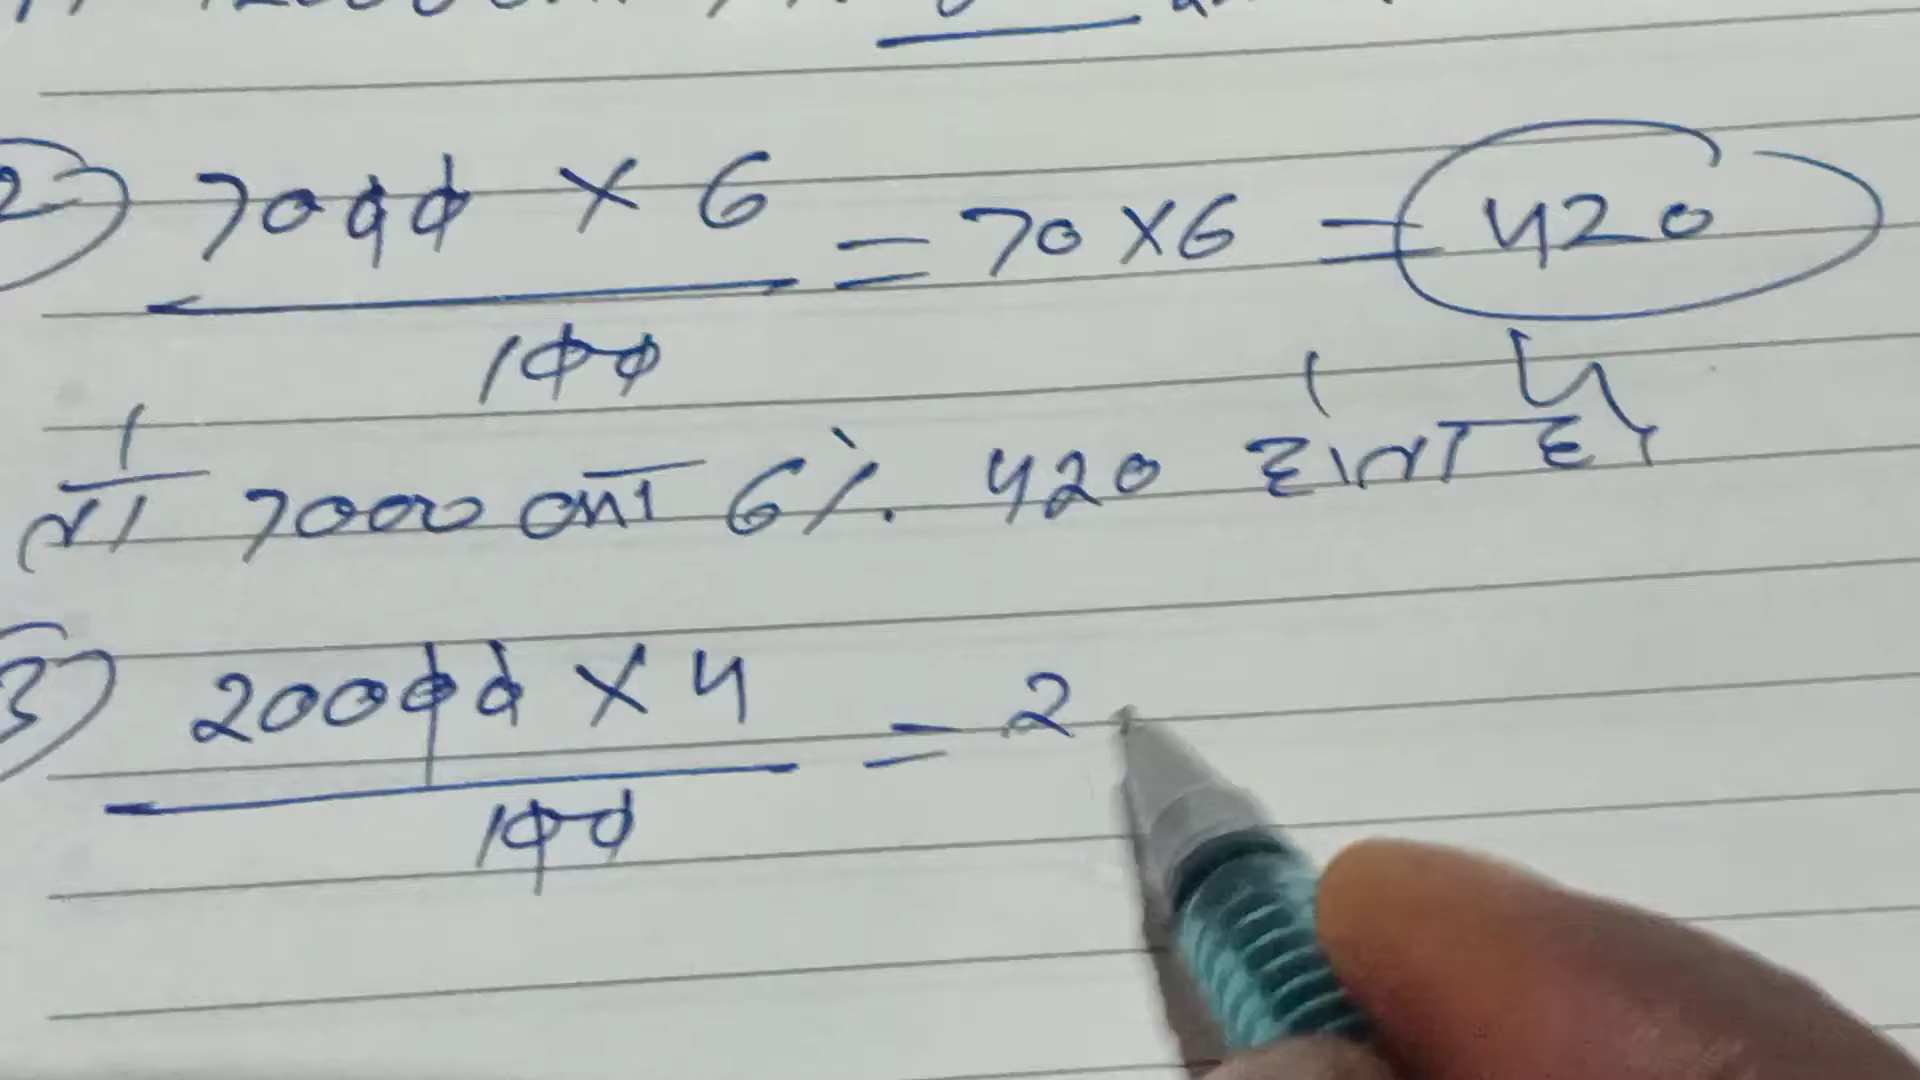 2) 7000 × 6 / 100 = 70 × 6 = 420
तो 7000 का 6%. 420 होता है
3) 20000 × 4 / 100 = 2